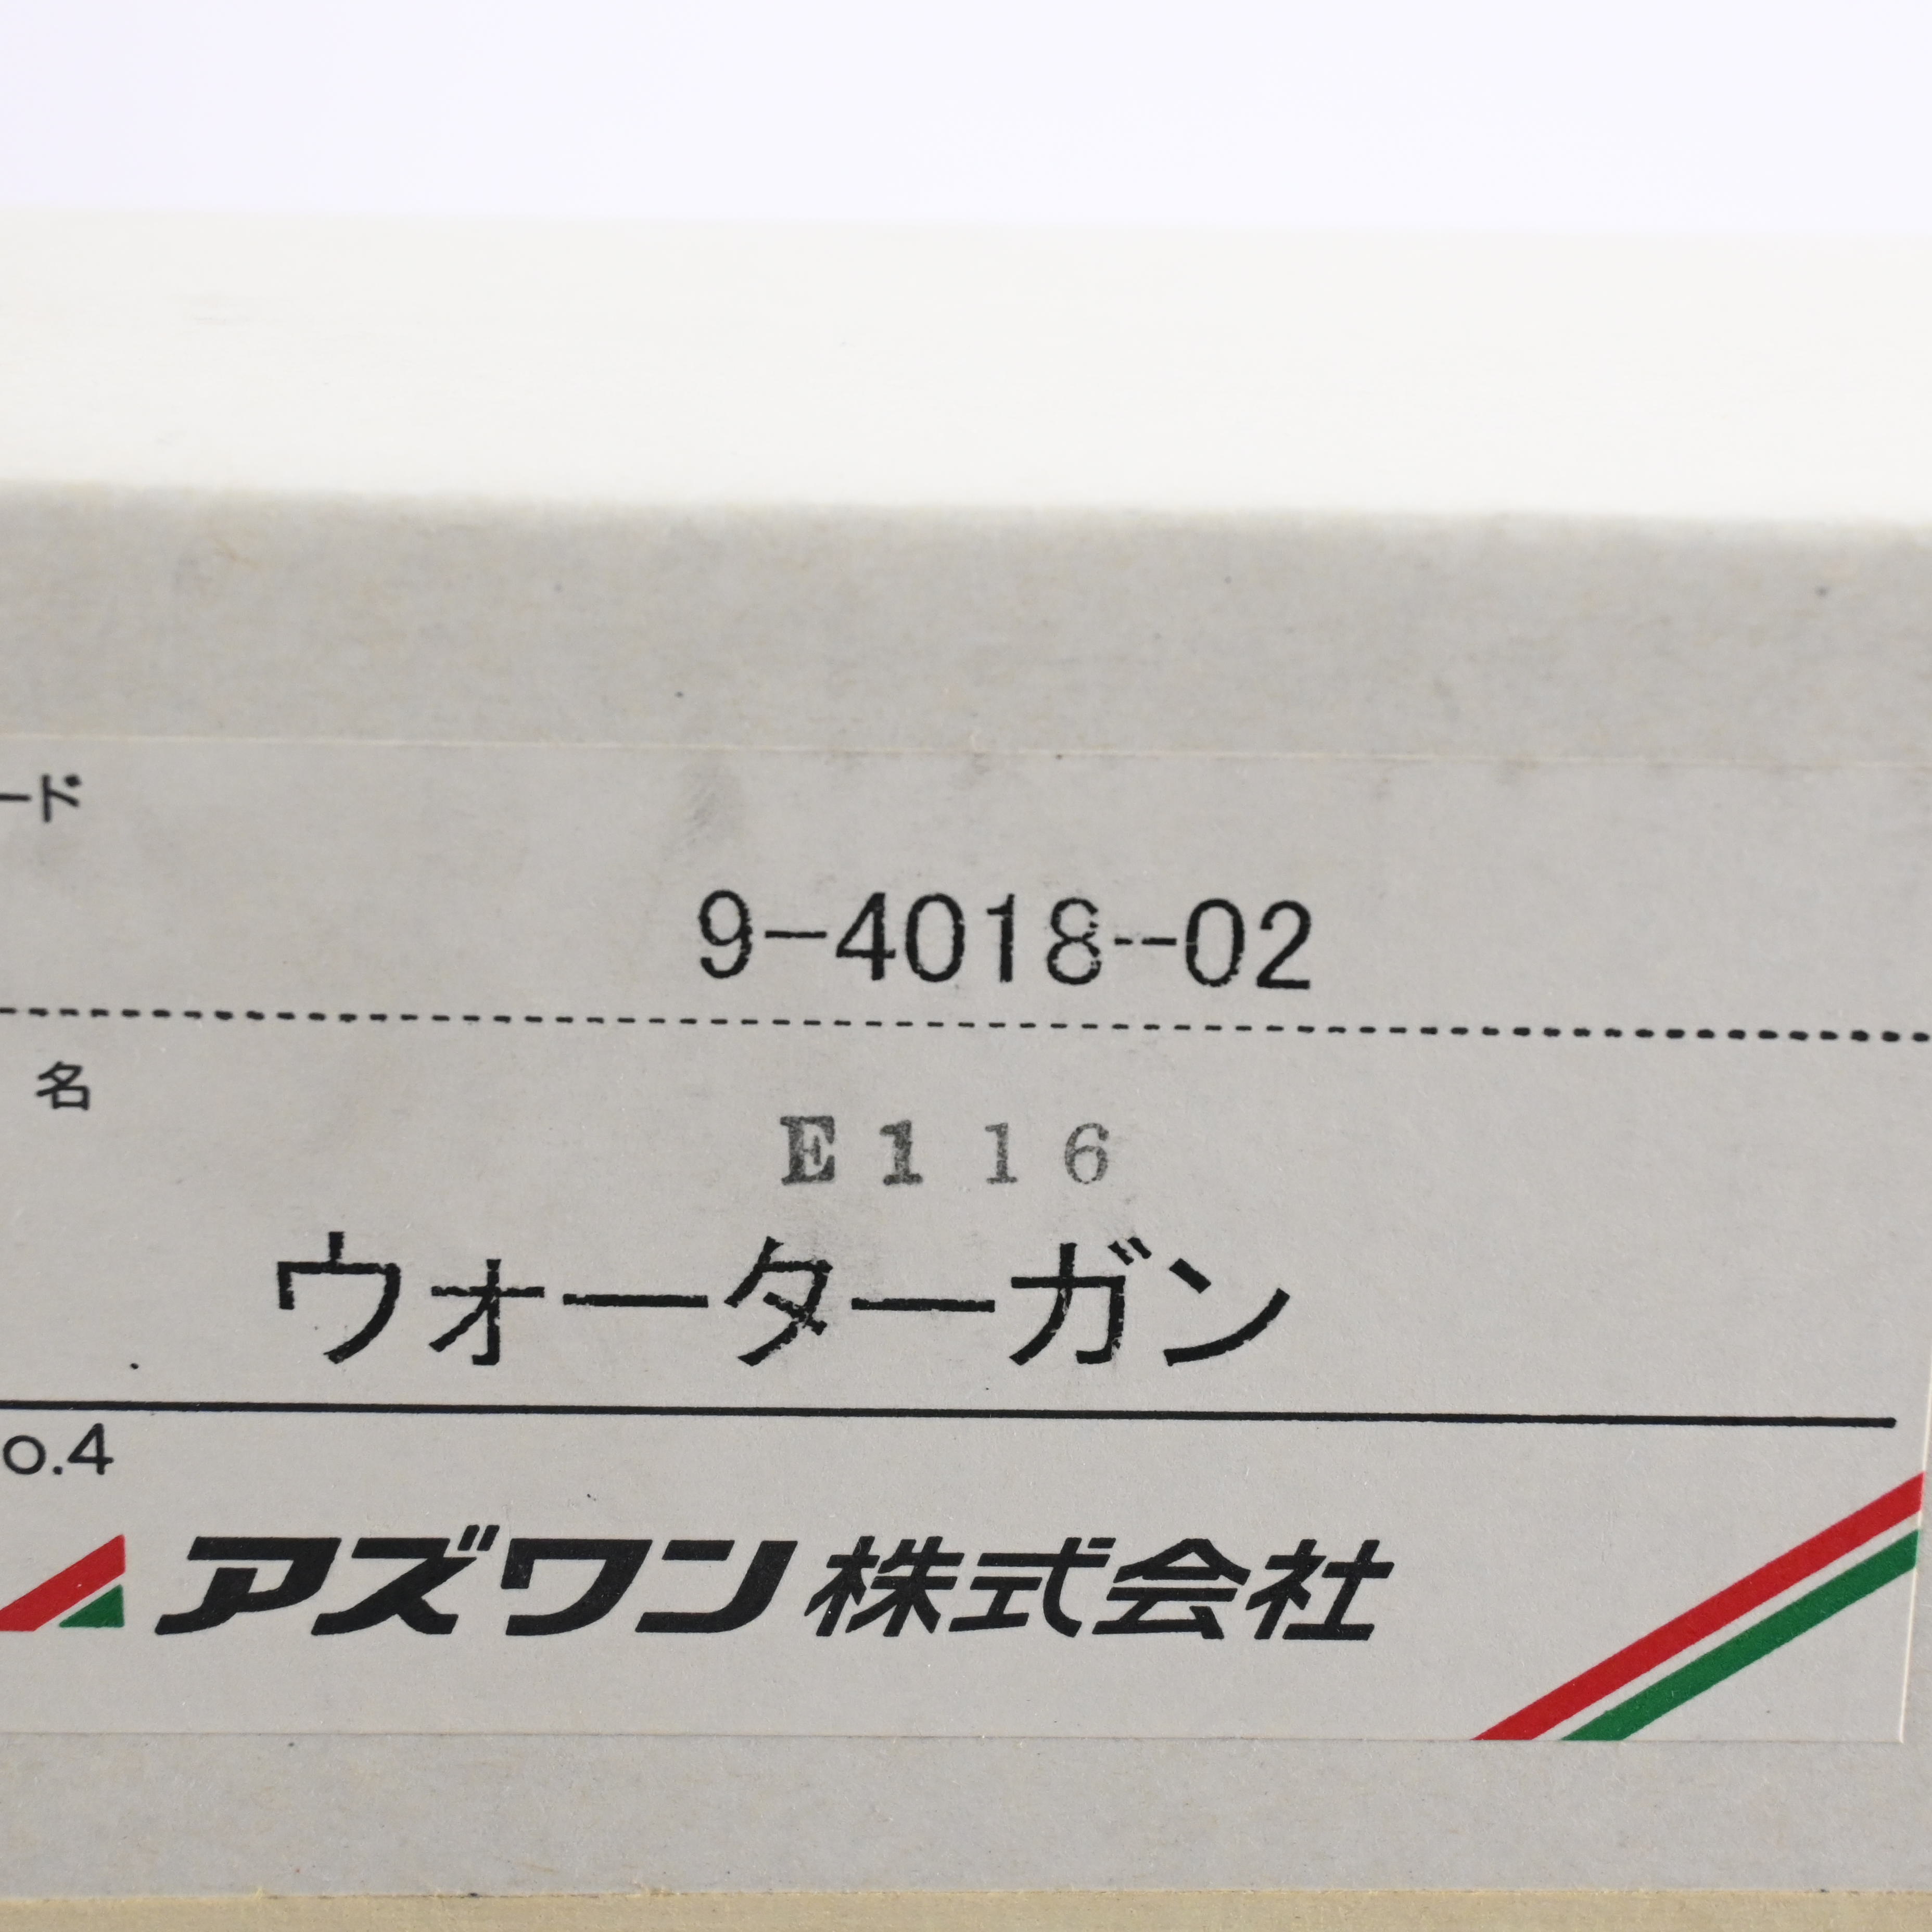 ード
9-4018-02
名
E116
ウォーターガン
o.4
アズワン株式会社